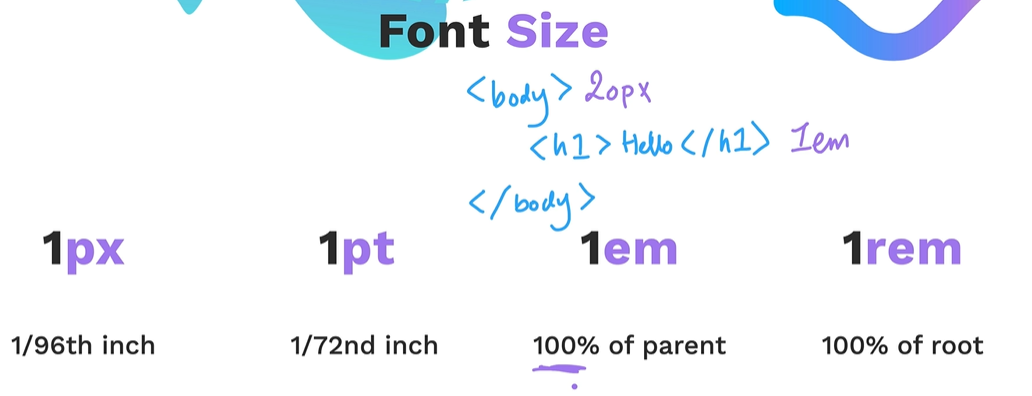 Font Size
<body> 20px
<h1> Hello </h1> 1em
</body>
1px 1pt 1em 1rem
1/96th inch 1/72nd inch 100% of parent 100% of root